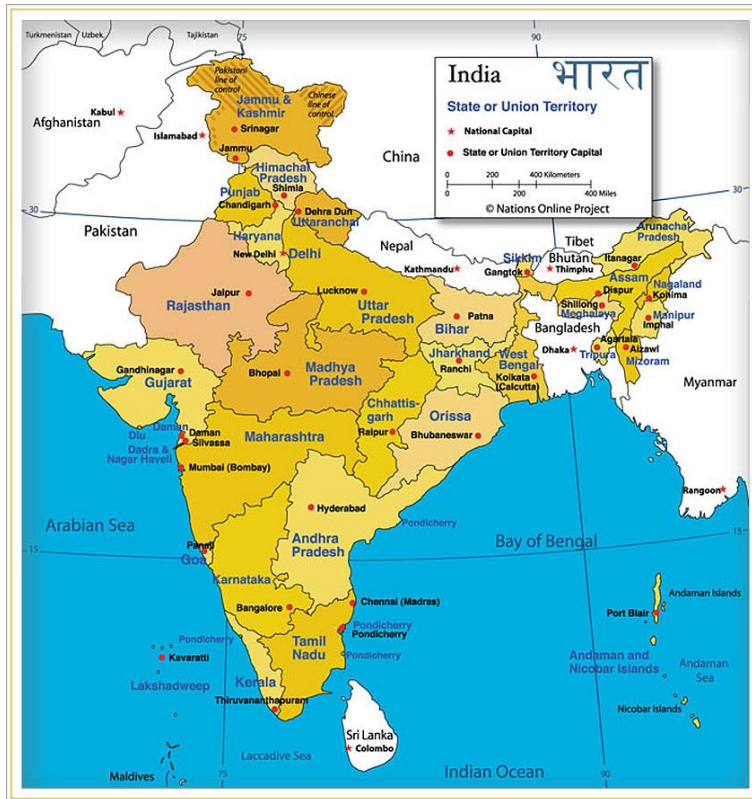 Turkmenistan
Uzbek.
Tajikistan
75
90
India भारत
State or Union Territory
National Capital
State or Union Territory Capital
0 200 400 Kilometers
0 200 400 Miles
© Nations Online Project
Pakistani
line of
control
Chinese
line of
control
Jammu &
Kashmir
Kabul
Afghanistan
Islamabad
Srinagar
Jammu
China
Himachal
Pradesh
Shimla
Punjab
Chandigarh
30
30
Dehra Dun
Uttaranchal
Pakistan
Haryana
New Delhi
Delhi
Nepal
Kathmandu
Tibet
Bhutan
Thimphu
Sikkim
Gangtok
Arunachal
Pradesh
Itanagar
Assam
Dispur
Nagaland
Kohima
Shillong
Meghalaya
Manipur
Imphal
Jaipur
Rajasthan
Lucknow
Uttar
Pradesh
Patna
Bihar
Bangladesh
Dhaka
Agartala
Tripura
Aizawl
Mizoram
Jharkhand
Ranchi
West
Bengal
Kolkata
(Calcutta)
Gandhinagar
Gujarat
Bhopal
Madhya
Pradesh
Myanmar
Chhattis-
garh
Raipur
Orissa
Bhubaneswar
Daman
Diu
Daman
Silvassa
Dadra &
Nagar Haveli
Maharashtra
Mumbai (Bombay)
Rangoon
Hyderabad
Andhra
Pradesh
Pondicherry
Arabian Sea
Bay of Bengal
15
15
Panaji
Goa
Karnataka
Bangalore
Chennai (Madras)
Andaman Islands
Port Blair
Pondicherry
Pondicherry
Pondicherry
Tamil
Nadu
Pondicherry
Kavaratti
Lakshadweep
Kerala
Thiruvananthapuram
Andaman and
Nicobar Islands
Andaman
Sea
Nicobar Islands
Sri Lanka
Colombo
Laccadive Sea
Maldives
Indian Ocean
75
90